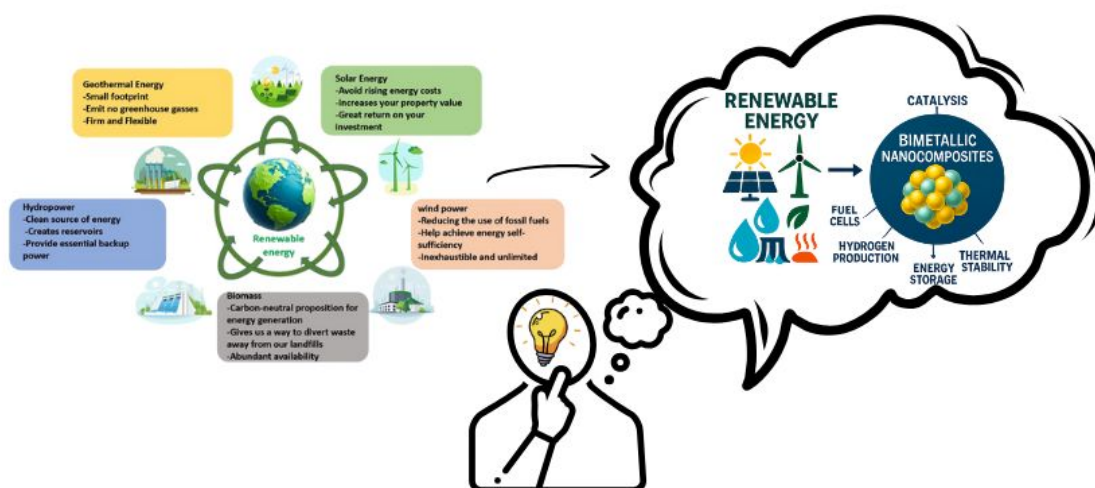 Geothermal Energy
-Small footprint
-Emit no greenhouse gasses
-Firm and Flexible
Solar Energy
-Avoid rising energy costs
-Increases your property value
-Great return on your
investment
Hydropower
-Clean source of energy
-Creates reservoirs
-Provide essential backup
power
Renewable
energy
wind power
-Reducing the use of fossil fuels
-Help achieve energy self-
sufficiency
-Inexhaustible and unlimited
Biomass
-Carbon-neutral proposition for
energy generation
-Gives us a way to divert waste
away from our landfills
-Abundant availability
RENEWABLE
ENERGY
CATALYSIS
BIMETALLIC
NANOCOMPOSITES
FUEL
CELLS
HYDROGEN
PRODUCTION
ENERGY
STORAGE
THERMAL
STABILITY